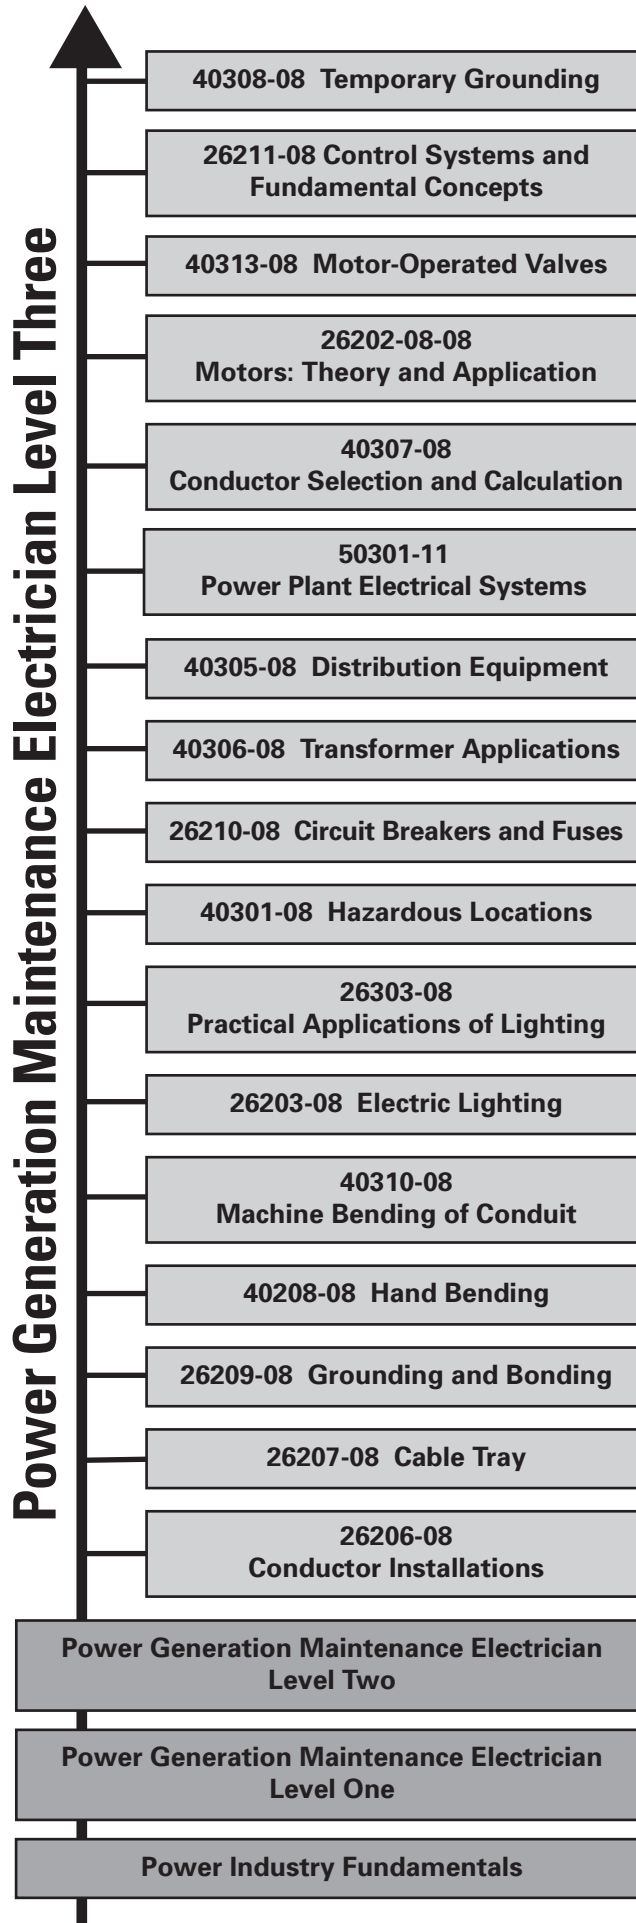 40308-08 Temporary Grounding
26211-08 Control Systems and
Fundamental Concepts
40313-08 Motor-Operated Valves
26202-08-08
Motors: Theory and Application
40307-08
Conductor Selection and Calculation
50301-11
Power Plant Electrical Systems
40305-08 Distribution Equipment
40306-08 Transformer Applications
26210-08 Circuit Breakers and Fuses
40301-08 Hazardous Locations
26303-08
Practical Applications of Lighting
26203-08 Electric Lighting
40310-08
Machine Bending of Conduit
40208-08 Hand Bending
26209-08 Grounding and Bonding
26207-08 Cable Tray
26206-08
Conductor Installations
Power Generation Maintenance Electrician
Level Two
Power Generation Maintenance Electrician
Level One
Power Industry Fundamentals
Power Generation Maintenance Electrician Level Three